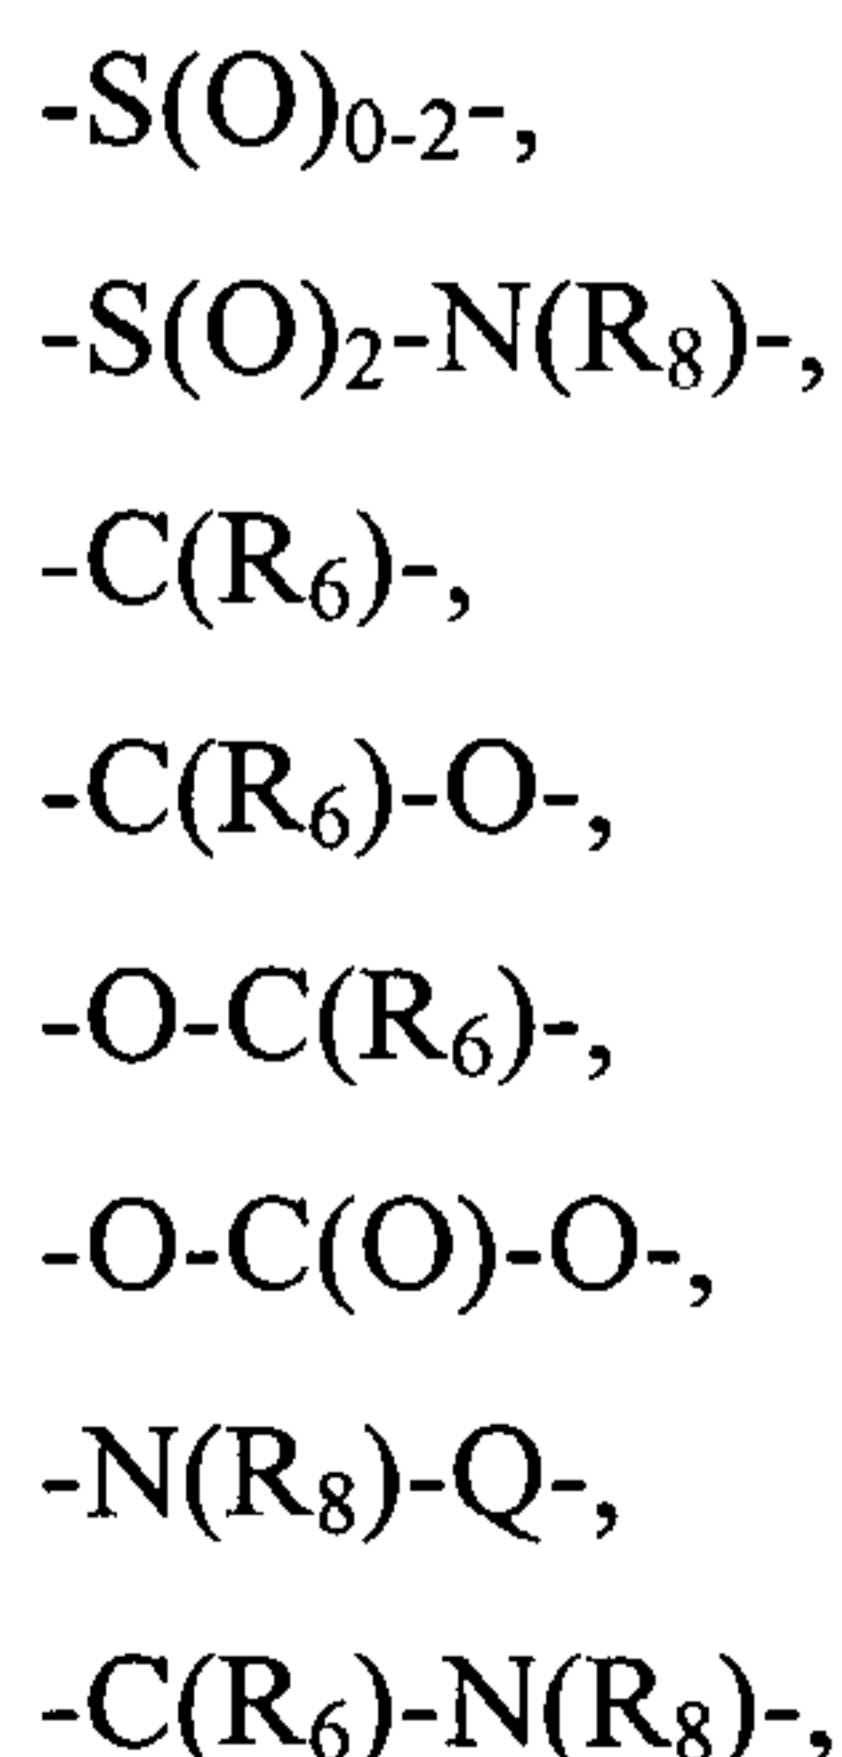 -S(O)₀₋₂-,
-S(O)₂-N(R₈)-,
-C(R₆)-,
-C(R₆)-O-,
-O-C(R₆)-,
-O-C(O)-O-,
-N(R₈)-Q-,
-C(R₆)-N(R₈)-,